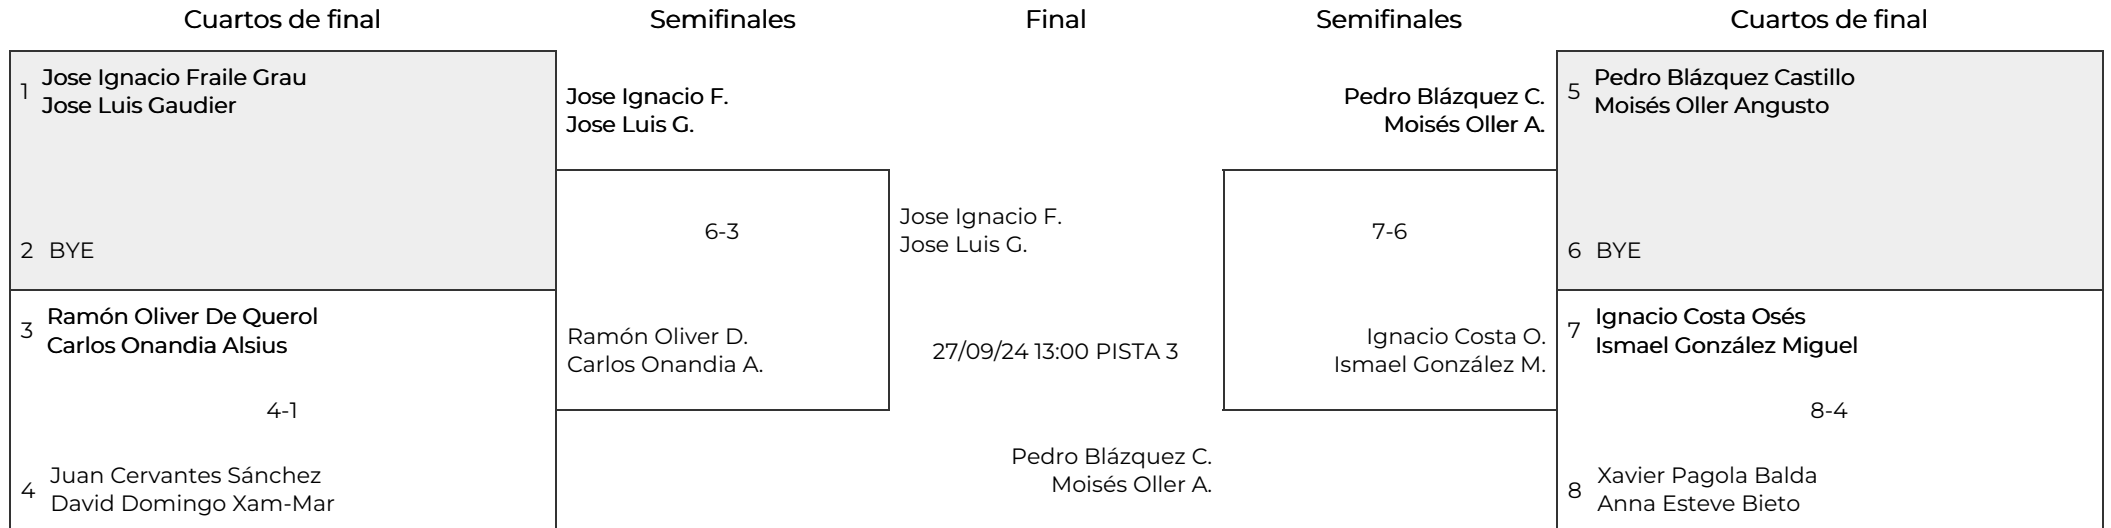 Cuartos de final
Semifinales
Final
Semifinales
Cuartos de final
1
Jose Ignacio Fraile Grau
Jose Luis Gaudier
2 BYE
3
Ramón Oliver De Querol
Carlos Onandia Alsius
4-1
4
Juan Cervantes Sánchez
David Domingo Xam-Mar
Jose Ignacio F.
Jose Luis G.
6-3
Ramón Oliver D.
Carlos Onandia A.
Jose Ignacio F.
Jose Luis G.
27/09/24 13:00 PISTA 3
Pedro Blázquez C.
Moisés Oller A.
Pedro Blázquez C.
Moisés Oller A.
7-6
Ignacio Costa O.
Ismael González M.
5
Pedro Blázquez Castillo
Moisés Oller Angusto
6 BYE
7
Ignacio Costa Osés
Ismael González Miguel
8-4
8
Xavier Pagola Balda
Anna Esteve Bieto